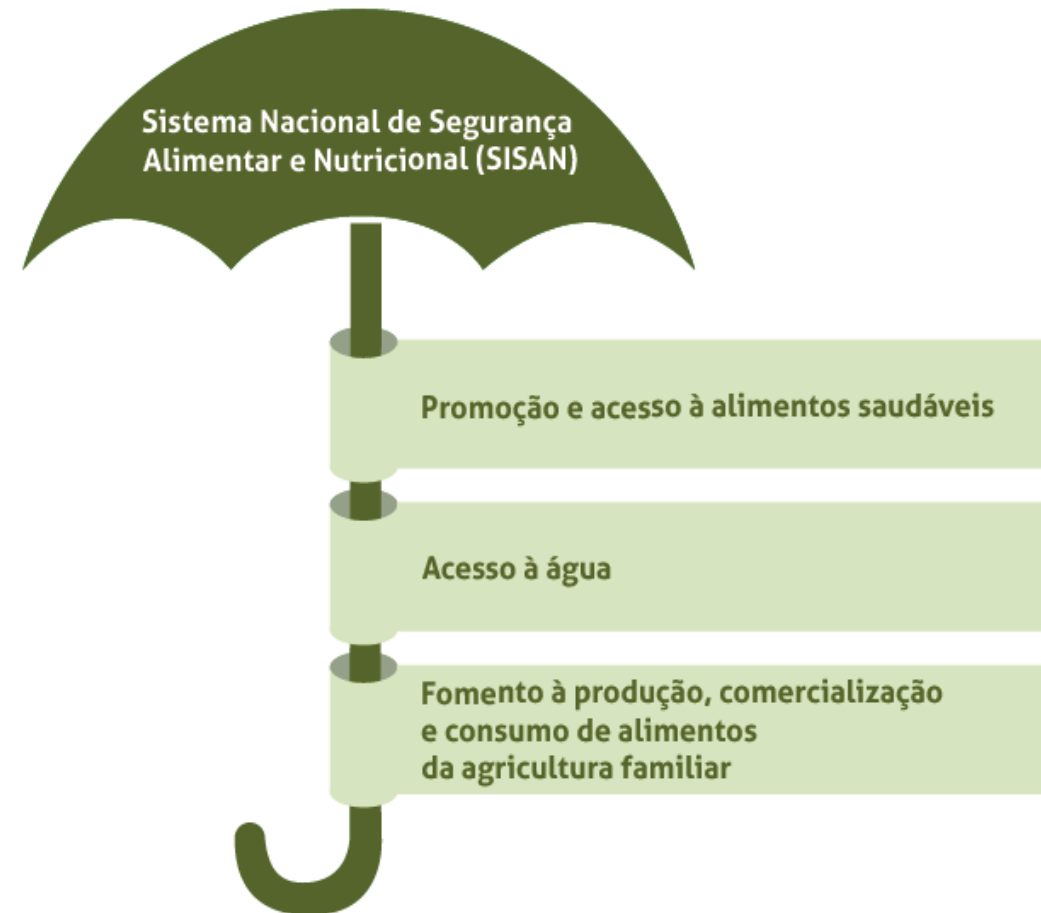 Sistema Nacional de Segurança
Alimentar e Nutricional (SISAN)
Promoção e acesso à alimentos saudáveis
Acesso à água
Fomento à produção, comercialização
e consumo de alimentos
da agricultura familiar